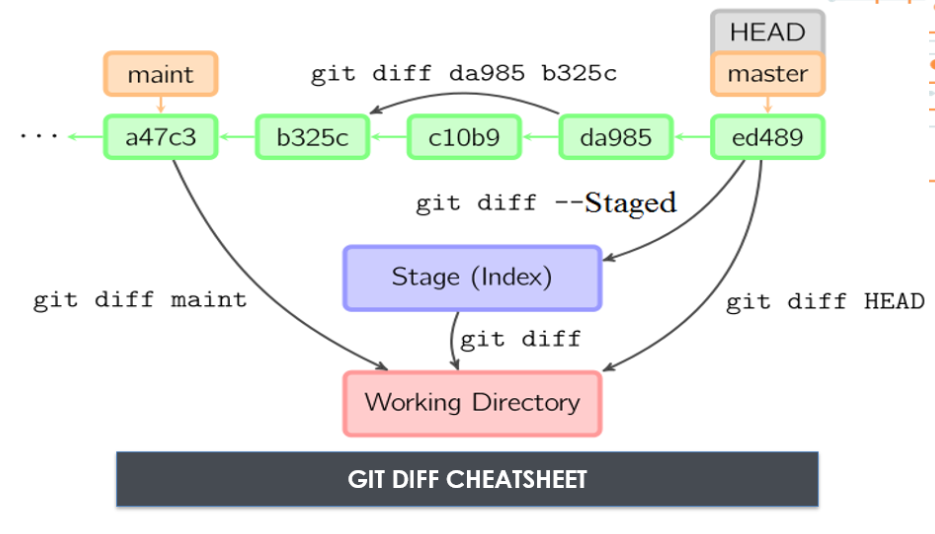 HEAD
maint
git diff da985 b325c
master
...
a47c3
b325c
c10b9
da985
ed489
git diff --Staged
Stage (Index)
git diff maint
git diff HEAD
git diff
Working Directory
GIT DIFF CHEATSHEET